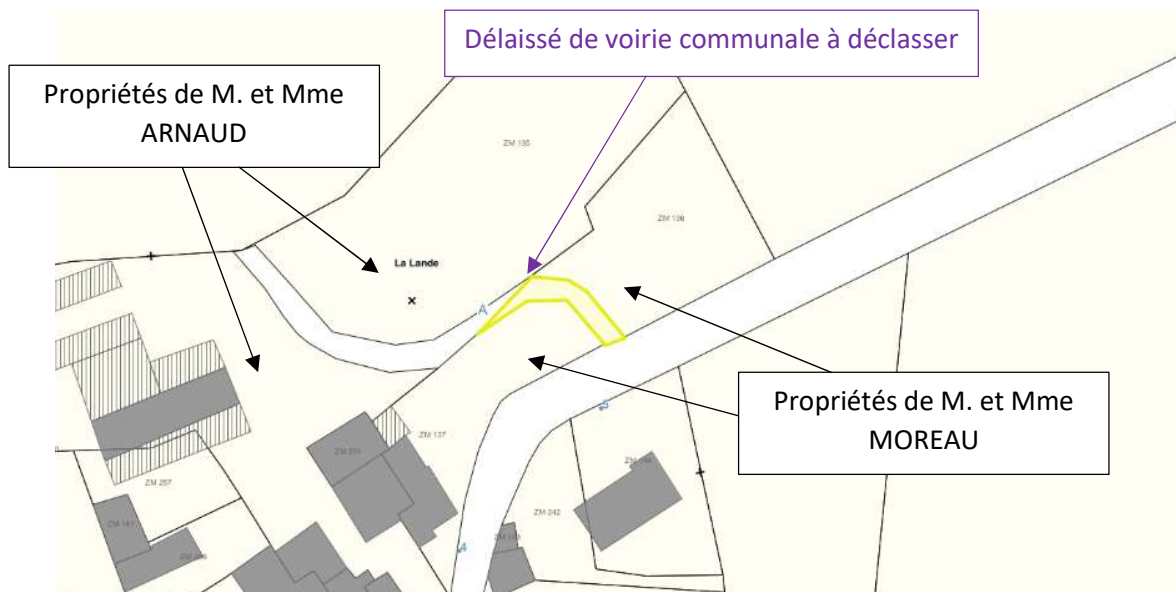 Délaissé de voirie communale à déclasser
Propriétés de M. et Mme
ARNAUD
ZM 135
ZM 136
La Lande
A
Propriétés de M. et Mme
MOREAU
ZM 137
ZM 257
ZM 242